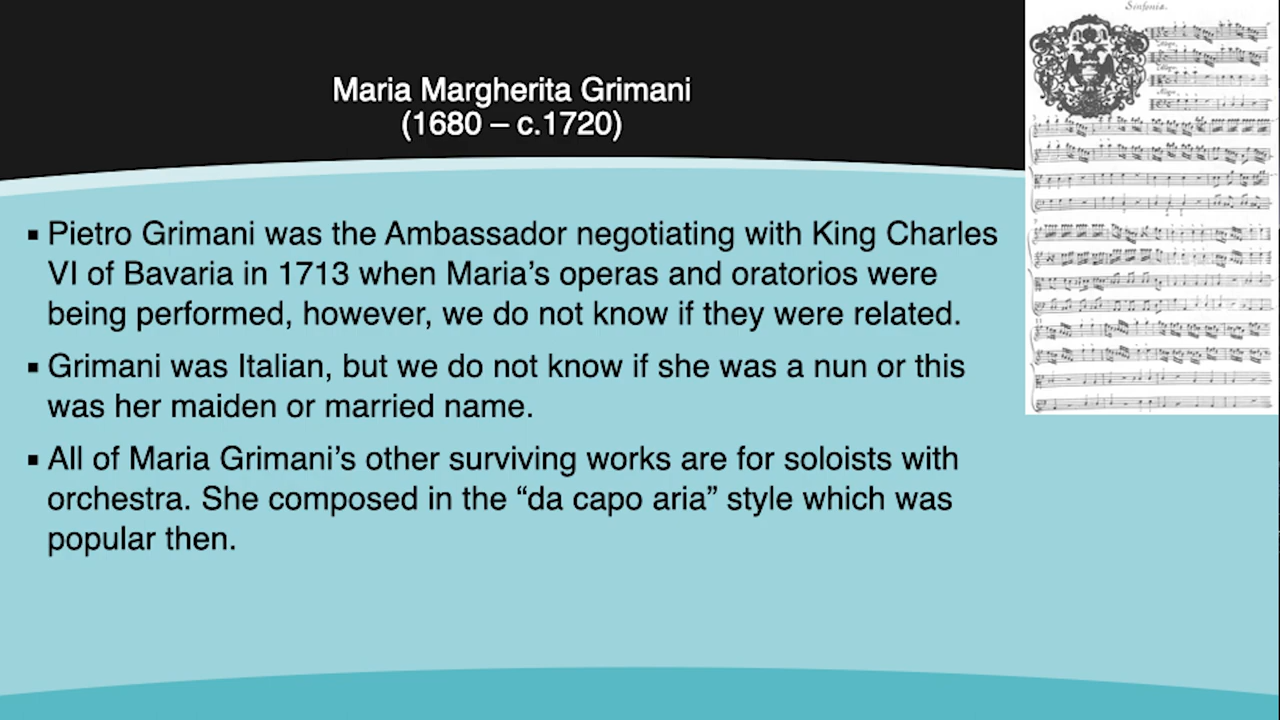 Maria Margherita Grimani
(1680 – c.1720)
▪ Pietro Grimani was the Ambassador negotiating with King Charles
VI of Bavaria in 1713 when Maria’s operas and oratorios were
being performed, however, we do not know if they were related.
▪ Grimani was Italian, but we do not know if she was a nun or this
was her maiden or married name.
▪ All of Maria Grimani’s other surviving works are for soloists with
orchestra. She composed in the “da capo aria” style which was
popular then.
Sinfonia.